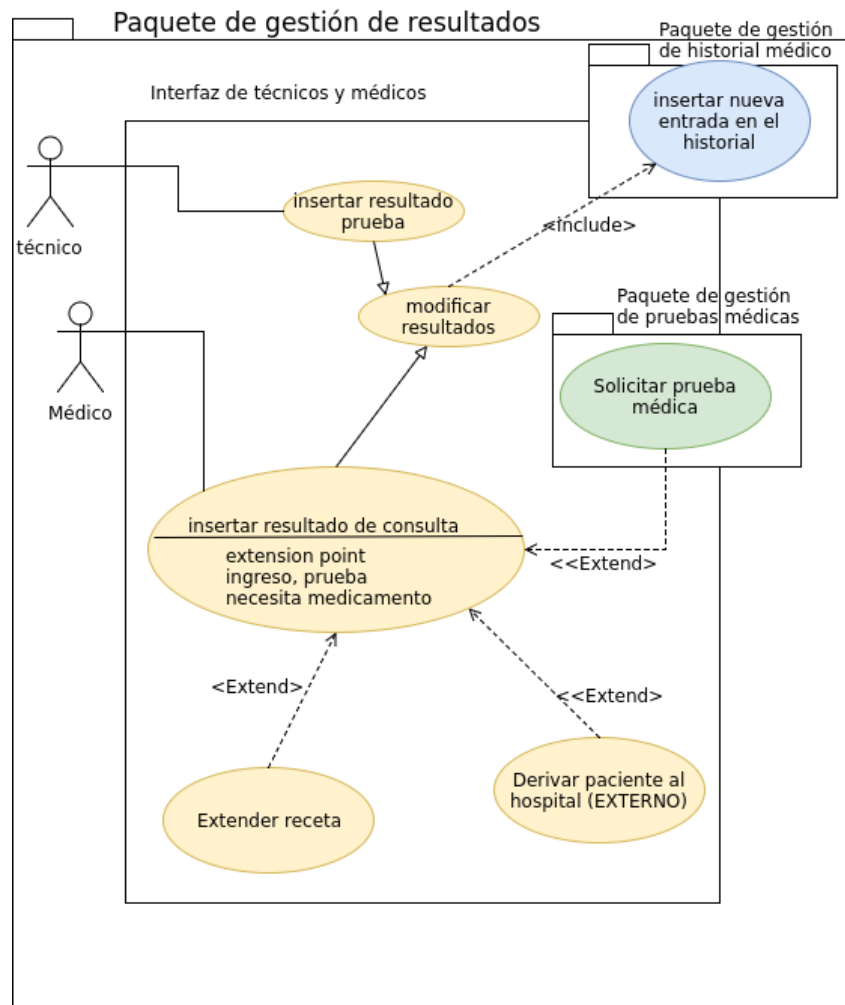 Paquete de gestión de resultados
Paquete de gestión
de historial médico
Interfaz de técnicos y médicos
insertar nueva
entrada en el
historial
técnico
insertar resultado
prueba
<include>
modificar
resultados
Paquete de gestión
de pruebas médicas
Médico
Solicitar prueba
médica
insertar resultado de consulta
extension point
ingreso, prueba
necesita medicamento
<<Extend>
<Extend>
<<Extend>
Extender receta
Derivar paciente al
hospital (EXTERNO)